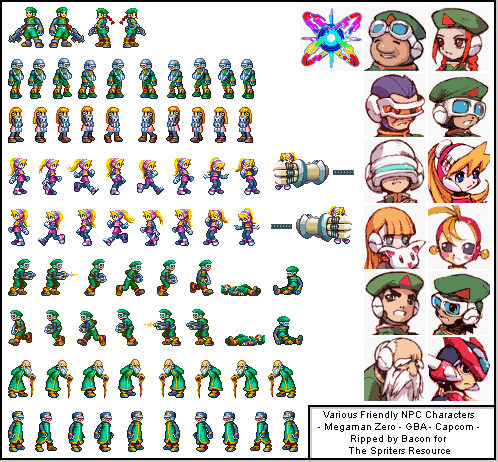 Various Friendly NPC Characters
- Megaman Zero - GBA - Capcom -
Ripped by Bacon for
The Spriters Resource